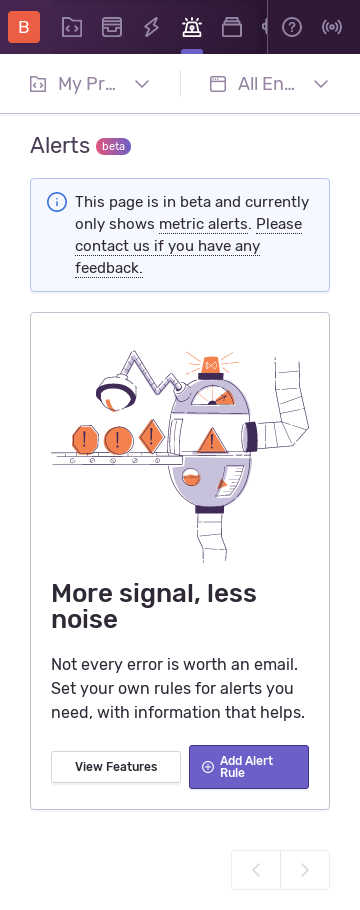 B
My Pr...
All En...
Alerts beta
This page is in beta and currently
only shows metric alerts. Please
contact us if you have any
feedback.
More signal, less
noise
Not every error is worth an email.
Set your own rules for alerts you
need, with information that helps.
View Features
Add Alert
Rule